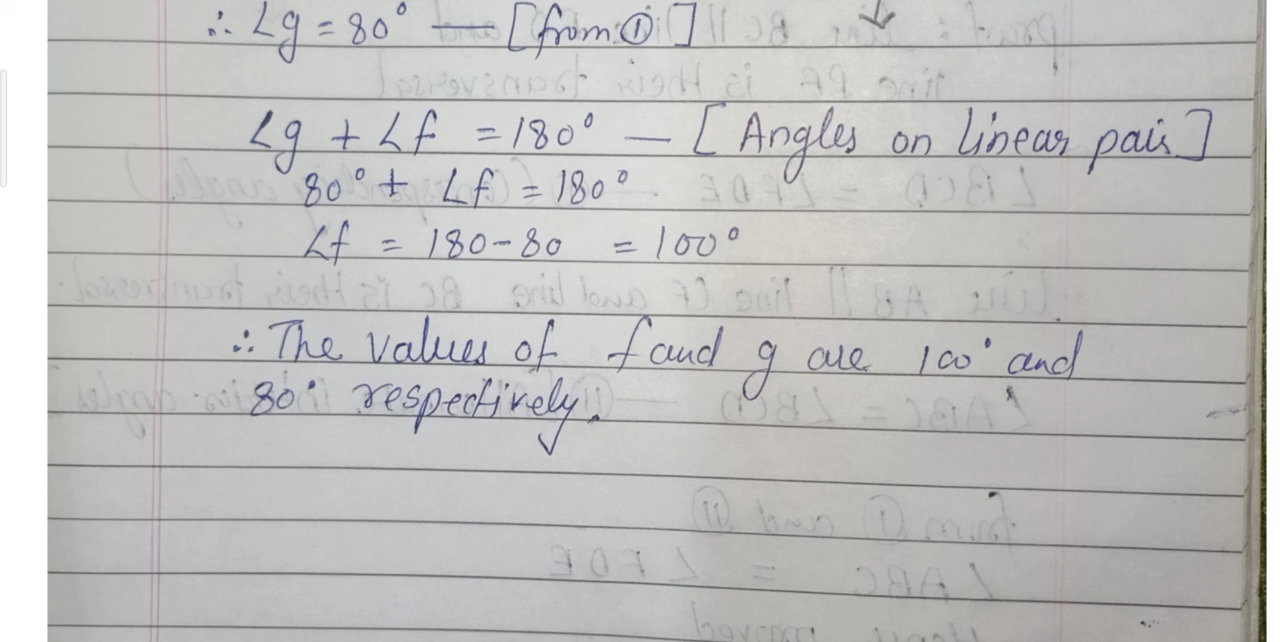 ∴ ∠g = 80° — [from ①]
∠g + ∠f = 180° — [Angles on linear pair]
80° + ∠f = 180°
∠f = 180-80 = 100°
∴ The values of f and g are 100° and
80° respectively.